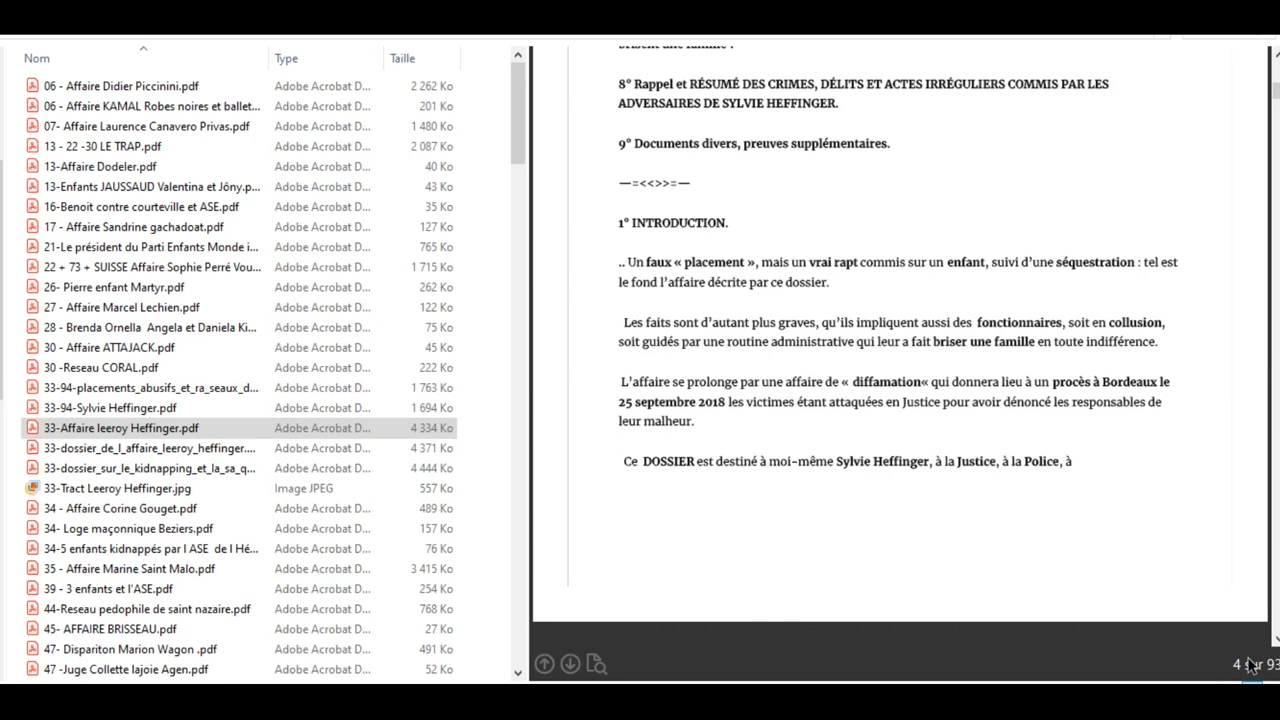 Nom Type Taille
06 - Affaire Didier Piccinini.pdf Adobe Acrobat D... 2 262 Ko
06 - Affaire KAMAL Robes noires et ballet... Adobe Acrobat D... 201 Ko
07- Affaire Laurence Canavero Privas.pdf Adobe Acrobat D... 1 480 Ko
13 - 22 -30 LE TRAP.pdf Adobe Acrobat D... 2 087 Ko
13-Affaire Dodeler.pdf Adobe Acrobat D... 40 Ko
13-Enfants JAUSSAUD Valentina et Jôny.p... Adobe Acrobat D... 43 Ko
16-Benoit contre courteville et ASE.pdf Adobe Acrobat D... 35 Ko
17 - Affaire Sandrine gachadoat.pdf Adobe Acrobat D... 127 Ko
21-Le président du Parti Enfants Monde i... Adobe Acrobat D... 765 Ko
22 + 73 + SUISSE Affaire Sophie Perré Vou... Adobe Acrobat D... 1 715 Ko
26- Pierre enfant Martyr.pdf Adobe Acrobat D... 262 Ko
27 - Affaire Marcel Lechien.pdf Adobe Acrobat D... 122 Ko
28 - Brenda Ornella Angela et Daniela Ki... Adobe Acrobat D... 75 Ko
30 - Affaire ATTAJACK.pdf Adobe Acrobat D... 45 Ko
30 -Reseau CORAL.pdf Adobe Acrobat D... 222 Ko
33-94-placements_abusifs_et_ra_seaux_d... Adobe Acrobat D... 1 763 Ko
33-94-Sylvie Heffinger.pdf Adobe Acrobat D... 1 694 Ko
33-Affaire leeroy Heffinger.pdf Adobe Acrobat D... 4 334 Ko
33-dossier_de_l_affaire_leeroy_heffinger.... Adobe Acrobat D... 4 371 Ko
33-dossier_sur_le_kidnapping_et_la_sa_q... Adobe Acrobat D... 4 444 Ko
33-Tract Leeroy Heffinger.jpg Image JPEG 557 Ko
34 - Affaire Corine Gouget.pdf Adobe Acrobat D... 489 Ko
34- Loge maçonnique Beziers.pdf Adobe Acrobat D... 157 Ko
34-5 enfants kidnappés par l ASE de l Hé... Adobe Acrobat D... 76 Ko
35 - Affaire Marine Saint Malo.pdf Adobe Acrobat D... 3 415 Ko
39 - 3 enfants et l'ASE.pdf Adobe Acrobat D... 254 Ko
44-Reseau pedophile de saint nazaire.pdf Adobe Acrobat D... 768 Ko
45- AFFAIRE BRISSEAU.pdf Adobe Acrobat D... 27 Ko
47- Dispariton Marion Wagon .pdf Adobe Acrobat D... 491 Ko
47 -Juge Collette lajoie Agen.pdf Adobe Acrobat D... 52 Ko
8° Rappel et RÉSUMÉ DES CRIMES, DÉLITS ET ACTES IRRÉGULIERS COMMIS PAR LES
ADVERSAIRES DE SYLVIE HEFFINGER.
9° Documents divers, preuves supplémentaires.
—=<<>>=—
1° INTRODUCTION.
.. Un faux « placement », mais un vrai rapt commis sur un enfant, suivi d'une séquestration : tel est
le fond l'affaire décrite par ce dossier.
Les faits sont d'autant plus graves, qu'ils impliquent aussi des fonctionnaires, soit en collusion,
soit guidés par une routine administrative qui leur a fait briser une famille en toute indifférence.
L'affaire se prolonge par une affaire de « diffamation« qui donnera lieu à un procès à Bordeaux le
25 septembre 2018 les victimes étant attaquées en Justice pour avoir dénoncé les responsables de
leur malheur.
Ce DOSSIER est destiné à moi-même Sylvie Heffinger, à la Justice, à la Police, à
4 sur 93